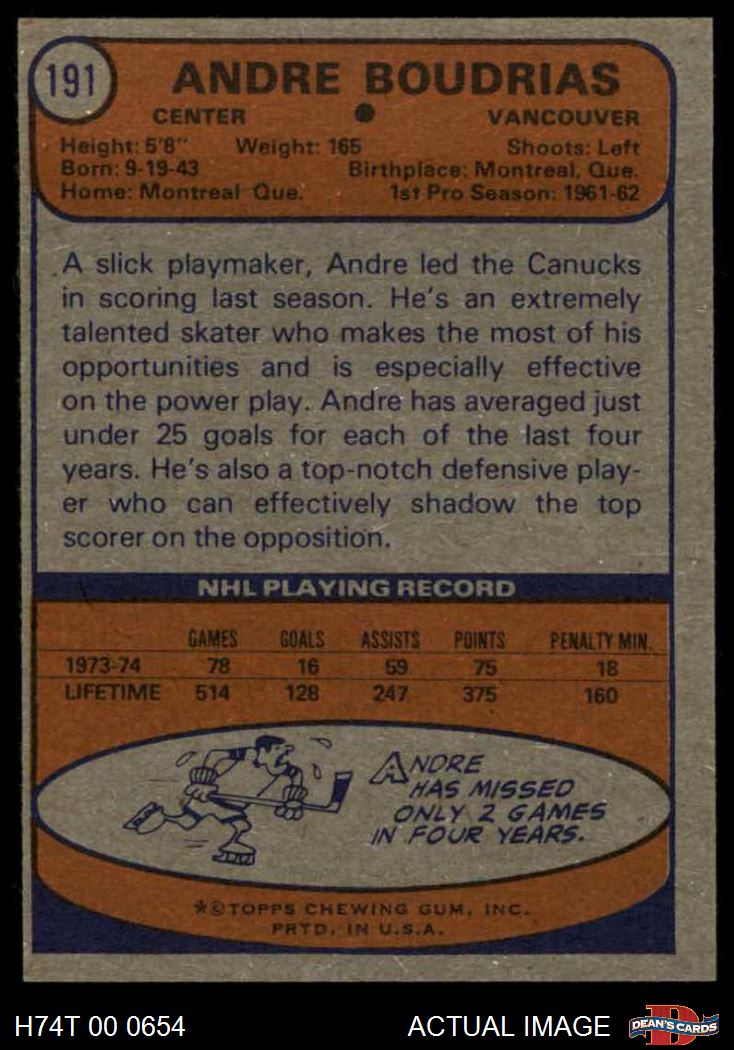 191
ANDRE BOUDRIAS
CENTER VANCOUVER
Height: 5'8" Weight: 165 Shoots: Left
Born: 9-19-43 Birthplace: Montreal, Que.
Home: Montreal Que. 1st Pro Season: 1961-62
A slick playmaker, Andre led the Canucks
in scoring last season. He's an extremely
talented skater who makes the most of his
opportunities and is especially effective
on the power play. Andre has averaged just
under 25 goals for each of the last four
years. He's also a top-notch defensive play-
er who can effectively shadow the top
scorer on the opposition.
NHL PLAYING RECORD
GAMES GOALS ASSISTS POINTS PENALTY MIN.
1973-74 78 16 59 75 18
LIFETIME 514 128 247 375 160
ANDRE
HAS MISSED
ONLY 2 GAMES
IN FOUR YEARS.
*©TOPPS CHEWING GUM, INC.
PRTD. IN U.S.A.
H74T 00 0654 ACTUAL IMAGE
D
DEAN'S CARDS